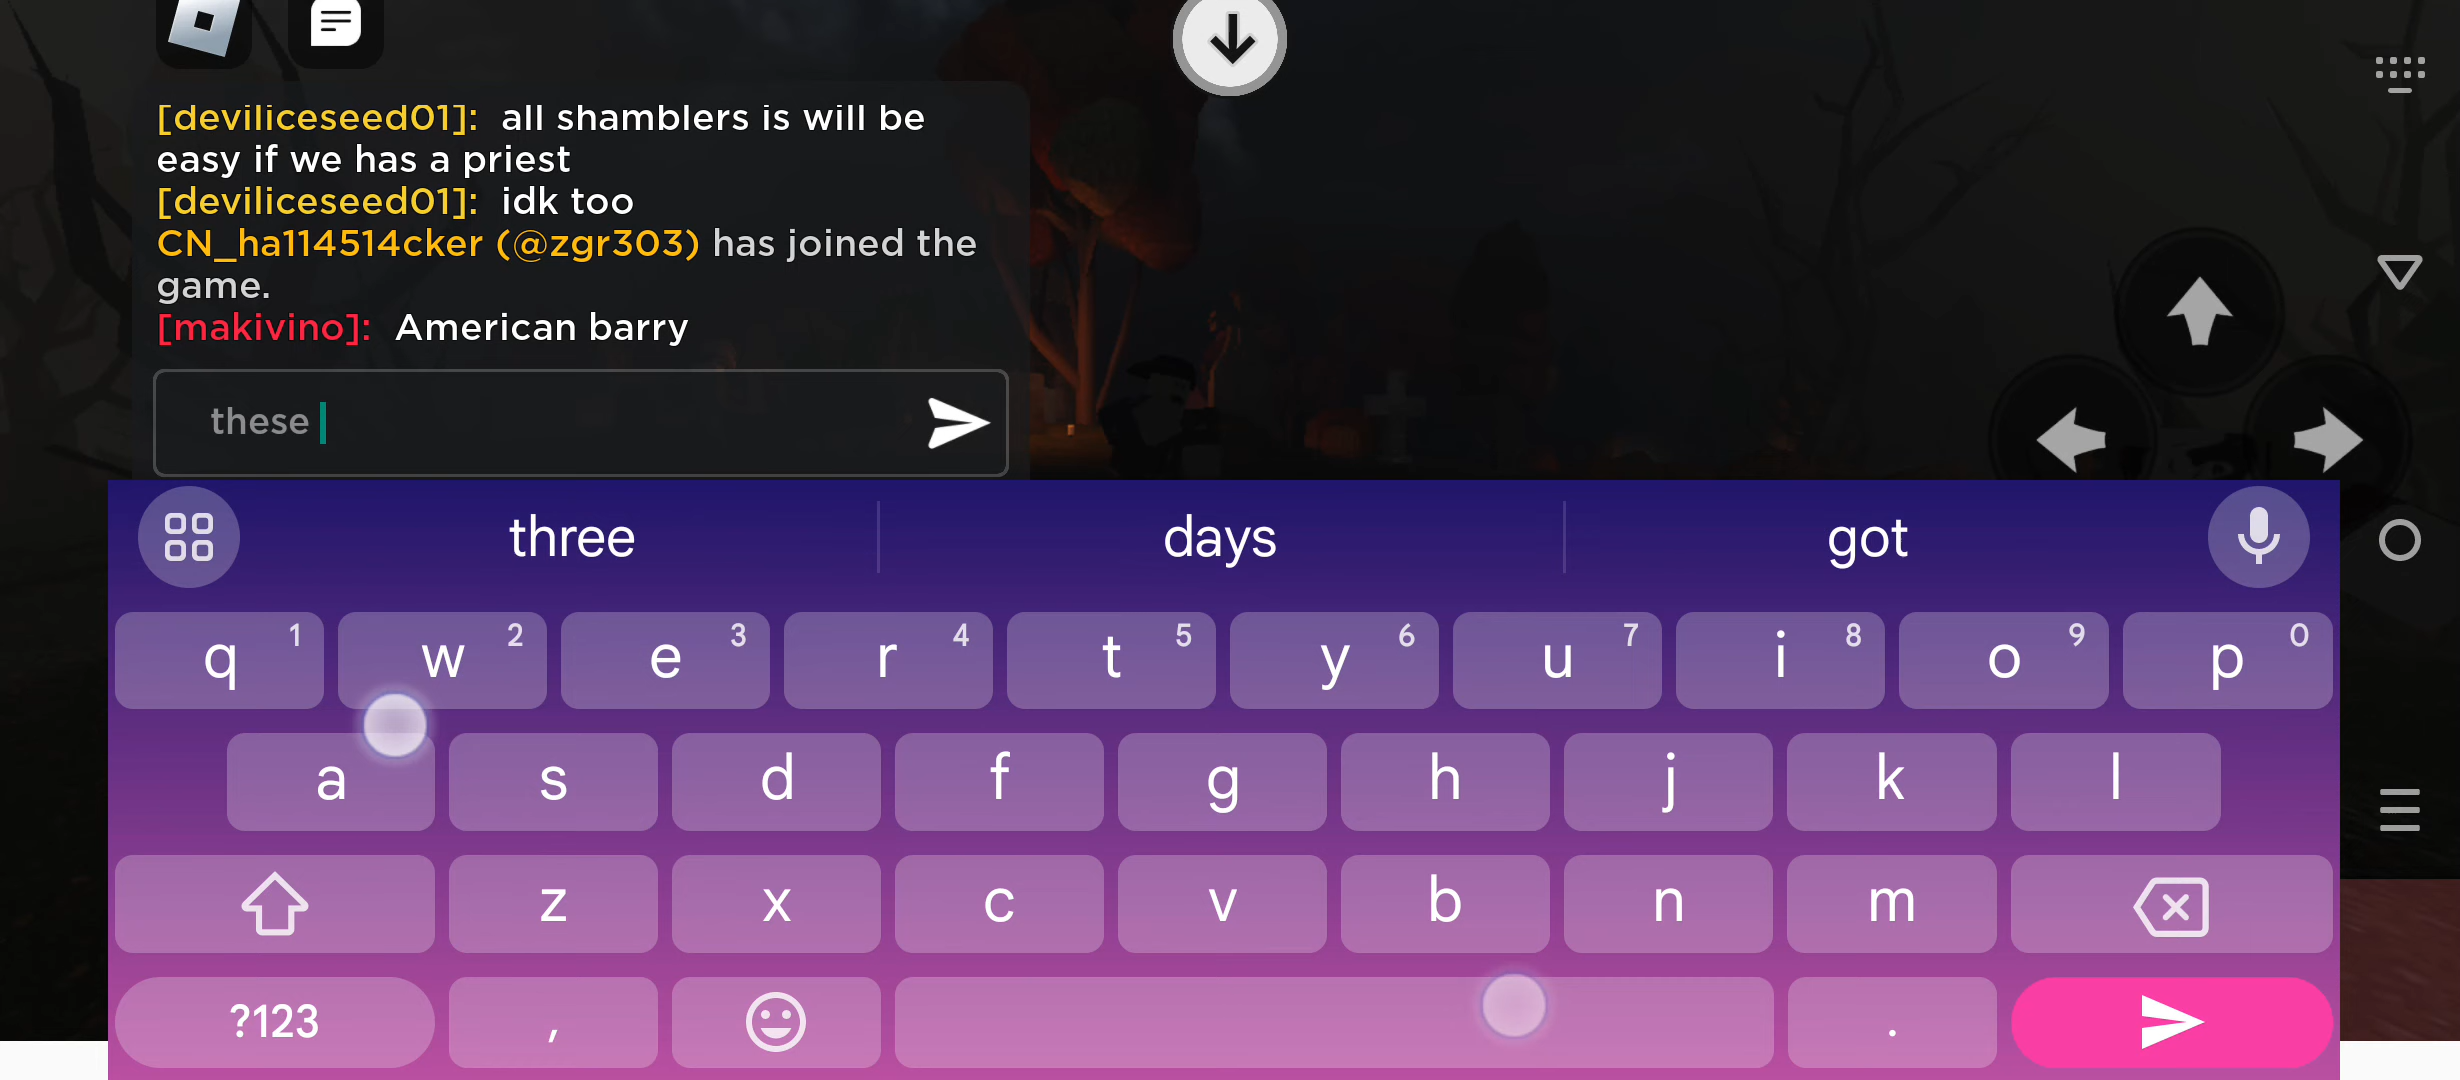 [deviliceseed01]: all shamblers is will be
easy if we has a priest
[deviliceseed01]: idk too
CN_ha114514cker (@zgr303) has joined the
game.
[makivino]: American barry
these
three days got
q 1 w 2 e 3 r 4 t 5 y 6 u 7 i 8 o 9 p 0
a s d f g h j k l
z x c v b n m
?123 , .